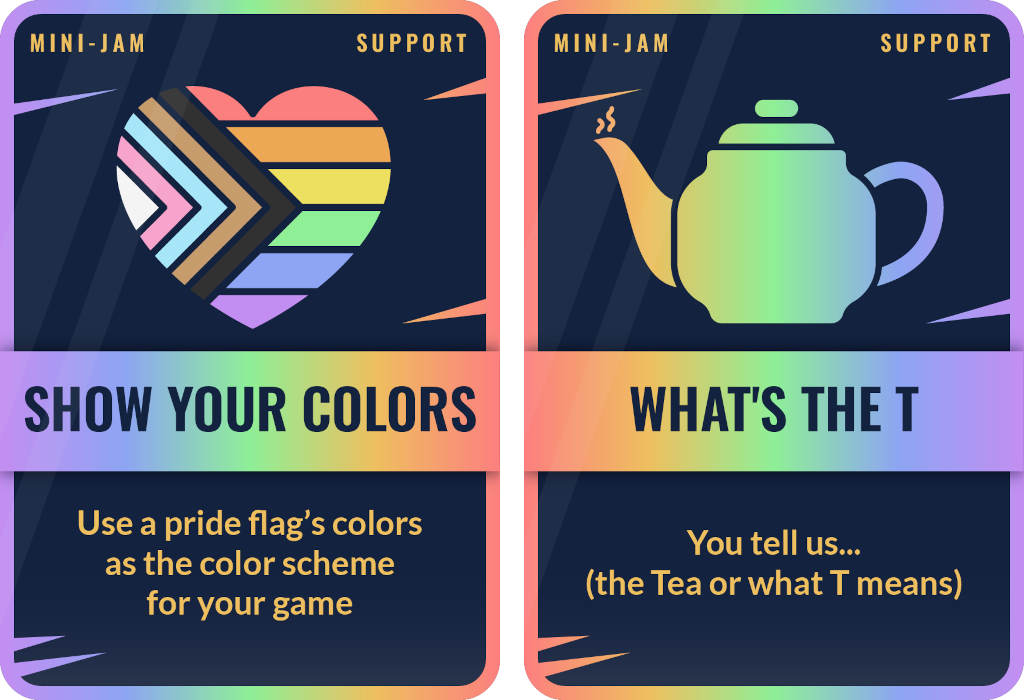 MINI-JAM SUPPORT
SHOW YOUR COLORS
Use a pride flag’s colors
as the color scheme
for your game
MINI-JAM SUPPORT
WHAT'S THE T
You tell us...
(the Tea or what T means)